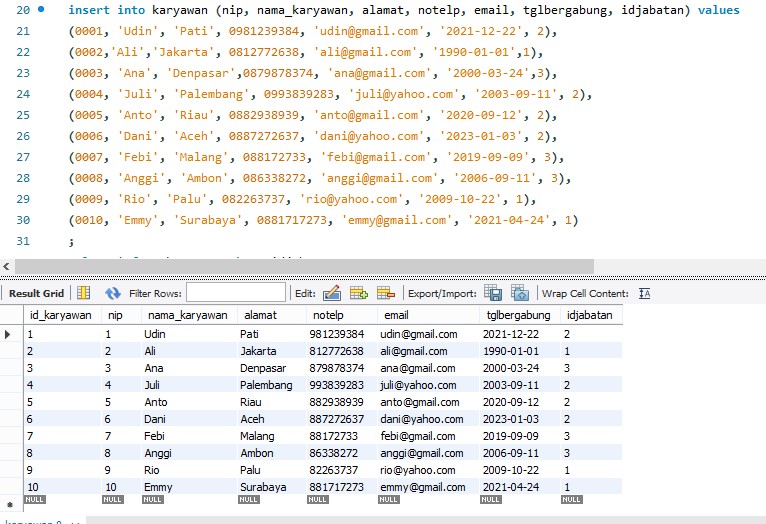 20 insert into karyawan (nip, nama_karyawan, alamat, notelp, email, tglbergabung, idjabatan) values
21 (0001, 'Udin', 'Pati', 0981239384, 'udin@gmail.com', '2021-12-22', 2),
22 (0002,'Ali','Jakarta', 0812772638, 'ali@gmail.com', '1990-01-01',1),
23 (0003, 'Ana', 'Denpasar',0879878374, 'ana@gmail.com', '2000-03-24',3),
24 (0004, 'Juli', 'Palembang', 0993839283, 'juli@yahoo.com', '2003-09-11', 2),
25 (0005, 'Anto', 'Riau', 0882938939, 'anto@gmail.com', '2020-09-12', 2),
26 (0006, 'Dani', 'Aceh', 0887272637, 'dani@yahoo.com', '2023-01-03', 2),
27 (0007, 'Febi', 'Malang', 088172733, 'febi@gmail.com', '2019-09-09', 3),
28 (0008, 'Anggi', 'Ambon', 086338272, 'anggi@gmail.com', '2006-09-11', 3),
29 (0009, 'Rio', 'Palu', 082263737, 'rio@yahoo.com', '2009-10-22', 1),
30 (0010, 'Emmy', 'Surabaya', 0881717273, 'emmy@gmail.com', '2021-04-24', 1)
31 ;
Result Grid Filter Rows: Edit: Export/Import: Wrap Cell Content:
id_karyawan nip nama_karyawan alamat notelp email tglbergabung idjabatan
1 1 Udin Pati 981239384 udin@gmail.com 2021-12-22 2
2 2 Ali Jakarta 812772638 ali@gmail.com 1990-01-01 1
3 3 Ana Denpasar 879878374 ana@gmail.com 2000-03-24 3
4 4 Juli Palembang 993839283 juli@yahoo.com 2003-09-11 2
5 5 Anto Riau 882938939 anto@gmail.com 2020-09-12 2
6 6 Dani Aceh 887272637 dani@yahoo.com 2023-01-03 2
7 7 Febi Malang 88172733 febi@gmail.com 2019-09-09 3
8 8 Anggi Ambon 86338272 anggi@gmail.com 2006-09-11 3
9 9 Rio Palu 82263737 rio@yahoo.com 2009-10-22 1
10 10 Emmy Surabaya 881717273 emmy@gmail.com 2021-04-24 1
NULL NULL NULL NULL NULL NULL NULL NULL